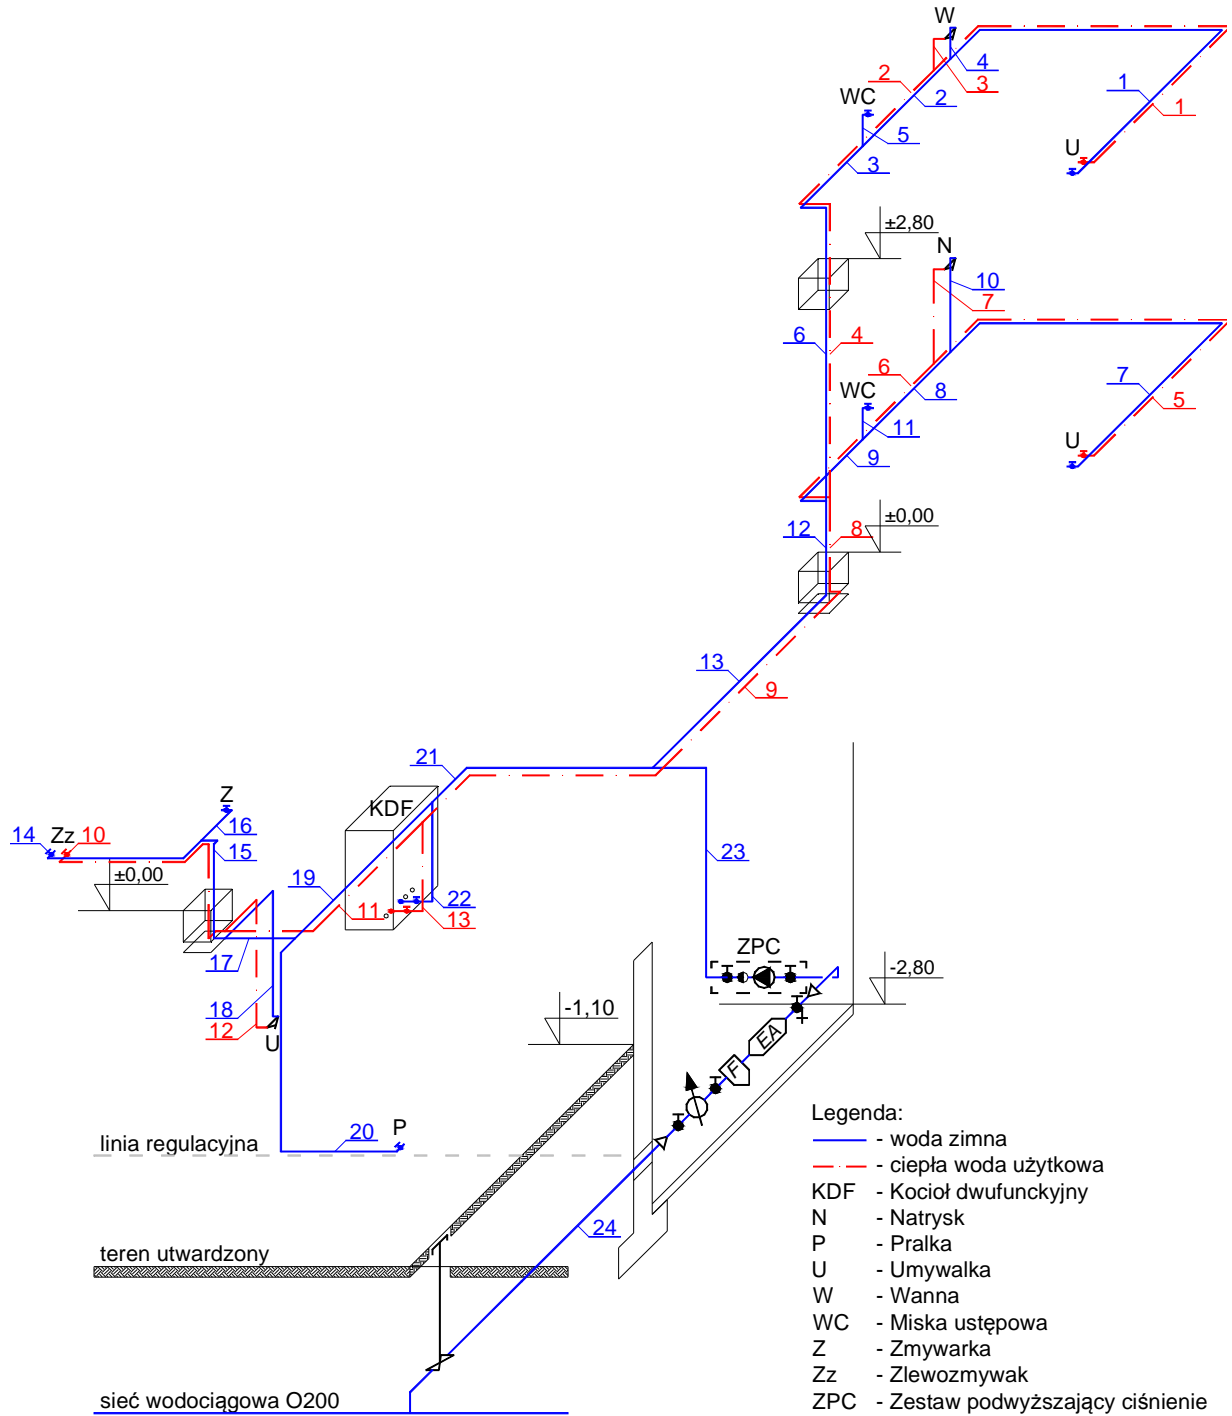 W
4
2
3
2
WC
1
1
5
3
U
±2,80
N
10
7
6
4
6
WC
8
7
5
11
9
U
±0,00
12
8
13
9
21
KDF
Z
16
14
Zz
10
15
±0,00
19
11
22
13
23
17
18
12
U
ZPC
-2,80
-1,10
EA
F
linia regulacyjna
20
P
24
teren utwardzony
sieć wodociągowa O200
Legenda:
- woda zimna
- ciepła woda użytkowa
KDF - Kocioł dwufunckyjny
N - Natrysk
P - Pralka
U - Umywalka
W - Wanna
WC - Miska ustępowa
Z - Zmywarka
Zz - Zlewozmywak
ZPC - Zestaw podwyższający ciśnienie